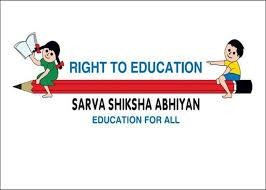 RIGHT TO EDUCATION
SARVA SHIKSHA ABHIYAN
EDUCATION FOR ALL